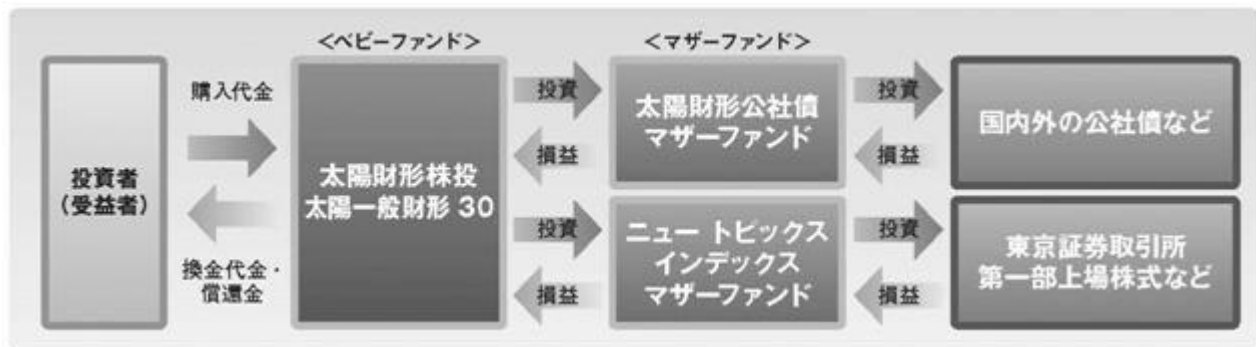 ＜ベビーファンド＞
＜マザーファンド＞
投資者
（受益者）
購入代金
換金代金・
償還金
太陽財形株投
太陽一般財形 30
投資
損益
投資
損益
太陽財形公社債
マザーファンド
ニュー トピックス
インデックス
マザーファンド
投資
損益
投資
損益
国内外の公社債など
東京証券取引所
第一部上場株式など